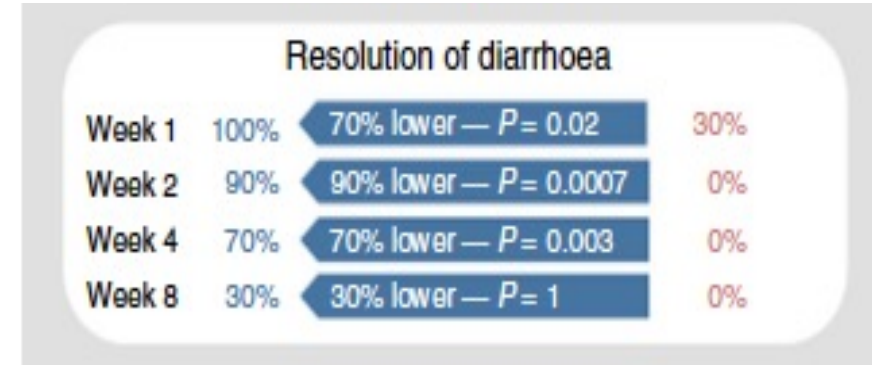 Resolution of diarrhoea
Week 1 100% 70% lower — P = 0.02 30%
Week 2 90% 90% lower — P = 0.0007 0%
Week 4 70% 70% lower — P = 0.003 0%
Week 8 30% 30% lower — P = 1 0%